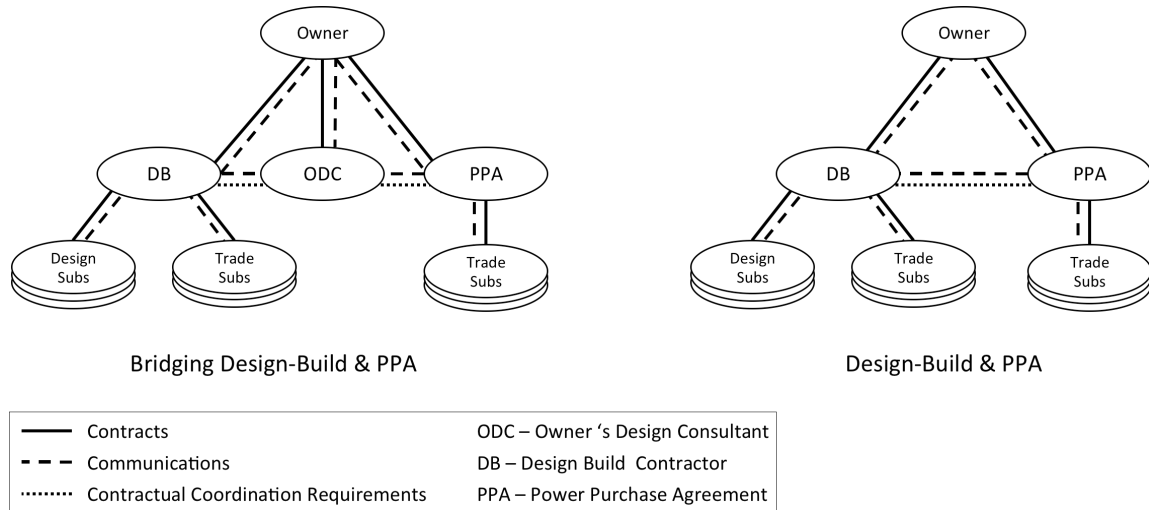 Owner
DB
ODC
PPA
Design
Subs
Trade
Subs
Trade
Subs
Bridging Design-Build & PPA
Owner
DB
PPA
Design
Subs
Trade
Subs
Trade
Subs
Design-Build & PPA
Contracts
Communications
Contractual Coordination Requirements
ODC – Owner ‘s Design Consultant
DB – Design Build Contractor
PPA – Power Purchase Agreement